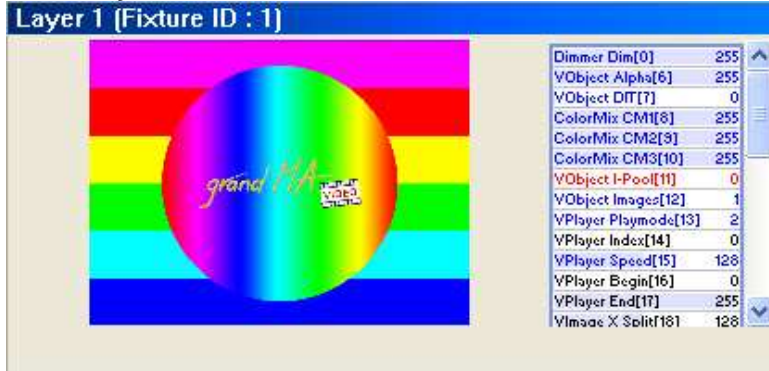 Layer 1 (Fixture ID : 1)
grand MA
VIDEO
Dimmer Dim[0] 255
VObject Alpha[6] 255
VObject DIT[7] 0
ColorMix CM1[8] 255
ColorMix CM2[9] 255
ColorMix CM3[10] 255
VObject I-Pool[11] 0
VObject Images[12] 1
VPlayer Playmode[13] 2
VPlayer Index[14] 0
VPlayer Speed[15] 128
VPlayer Begin[16] 0
VPlayer End[17] 255
VImage X Split[18] 128